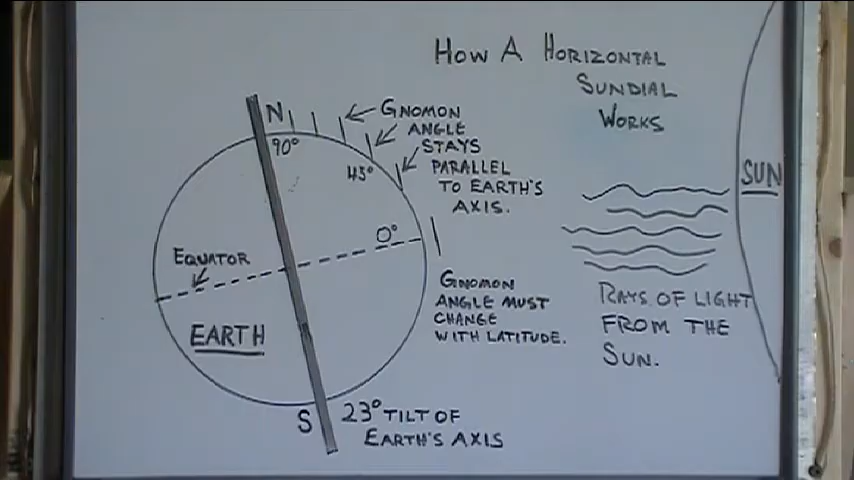 HOW A HORIZONTAL
SUNDIAL
WORKS
N
GNOMON
ANGLE
STAYS
PARALLEL
TO EARTH'S
AXIS.
90°
45°
0°
EQUATOR
EARTH
GNOMON
ANGLE MUST
CHANGE
WITH LATITUDE.
S
23° TILT OF
EARTH'S AXIS
SUN
RAYS OF LIGHT
FROM THE
SUN.